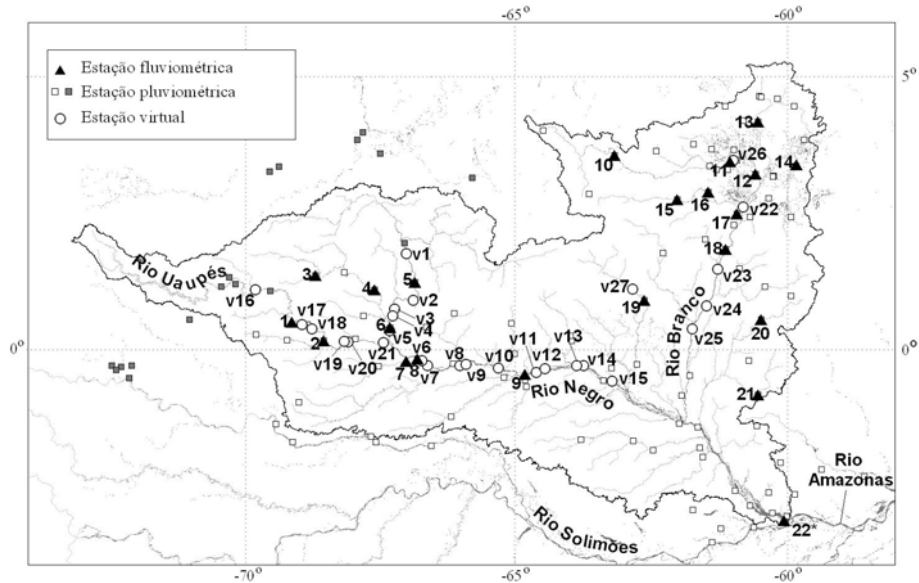 -65
-60
5º
0
0
-70
-65
-60
Estação fluviométrica
Estação pluviométrica
Estação virtual
13
10
11
v26
12
14
15
16
17
v22
18
v23
v27
19
v24
v25
20
21
22*
Rio Uaupés
v16
3
4
5
v1
v2
v3
v4
1
v17
v18
2
6
v5
v19
v20
v21
7
8
v6
v7
v8
v9
v10
v11
v12
v13
v14
v15
9
Rio Negro
Rio Branco
Rio Solimões
Rio
Amazonas